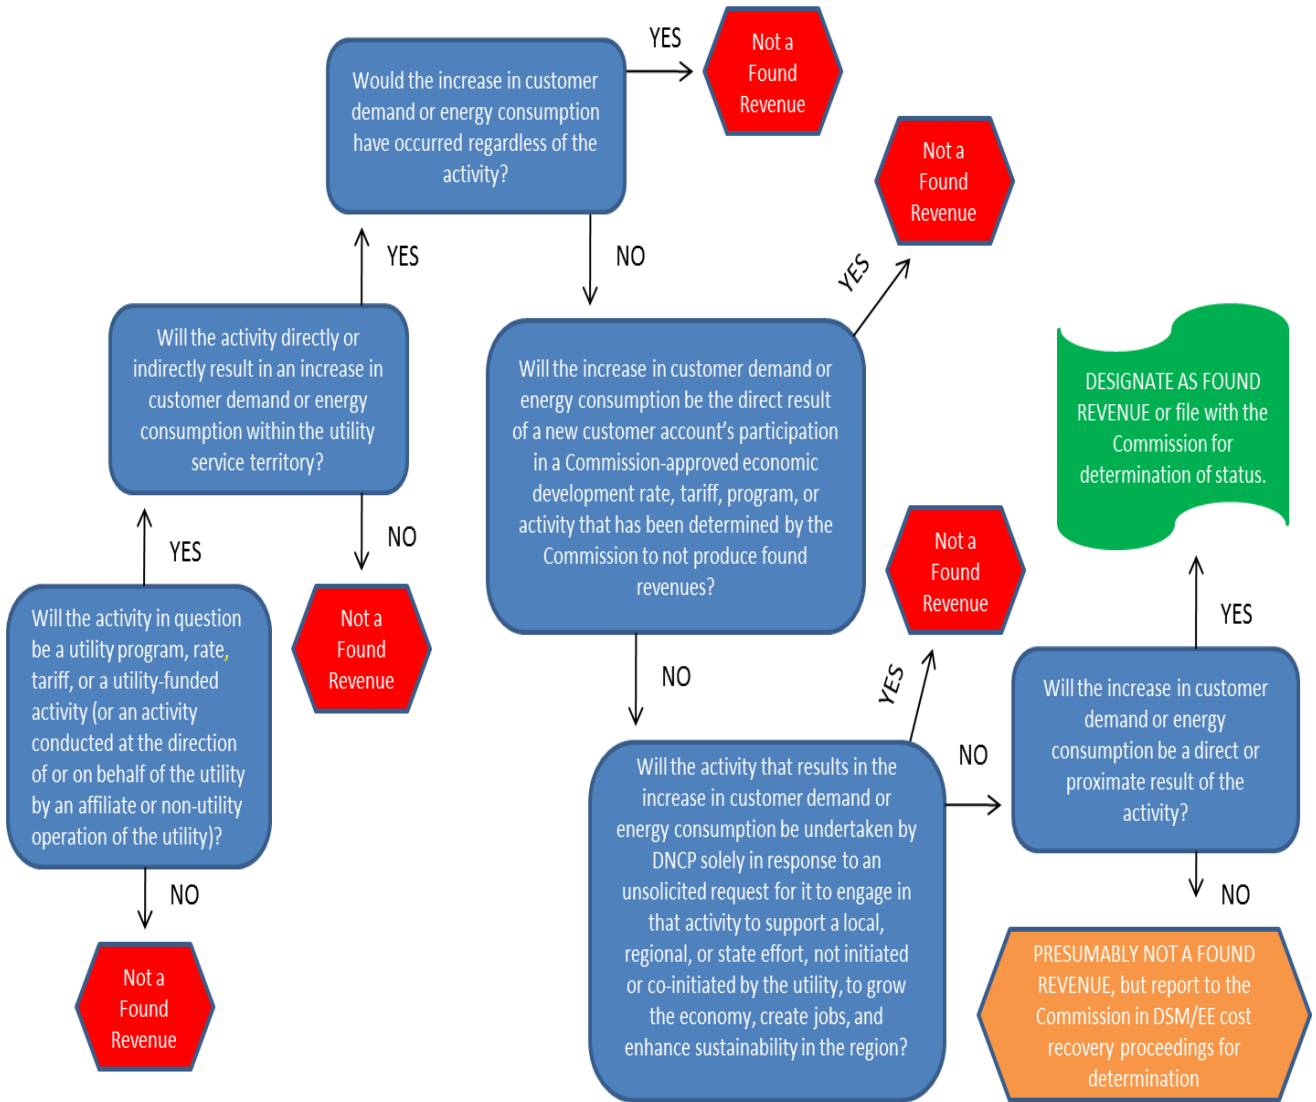 Will the activity in question
be a utility program, rate,
tariff, or a utility-funded
activity (or an activity
conducted at the direction
of or on behalf of the utility
by an affiliate or non-utility
operation of the utility)?
NO
Not a
Found
Revenue
YES
Will the activity directly or
indirectly result in an increase in
customer demand or energy
consumption within the utility
service territory?
NO
Not a
Found
Revenue
YES
Would the increase in customer
demand or energy consumption
have occurred regardless of the
activity?
YES
Not a
Found
Revenue
NO
Will the increase in customer demand or
energy consumption be the direct result
of a new customer account’s participation
in a Commission-approved economic
development rate, tariff, program, or
activity that has been determined by the
Commission to not produce found
revenues?
YES
Not a
Found
Revenue
NO
Will the activity that results in the
increase in customer demand or
energy consumption be undertaken by
DNCP solely in response to an
unsolicited request for it to engage in
that activity to support a local,
regional, or state effort, not initiated
or co-initiated by the utility, to grow
the economy, create jobs, and
enhance sustainability in the region?
YES
Not a
Found
Revenue
NO
Will the increase in customer
demand or energy
consumption be a direct or
proximate result of the
activity?
YES
DESIGNATE AS FOUND
REVENUE or file with the
Commission for
determination of status.
NO
PRESUMABLY NOT A FOUND
REVENUE, but report to the
Commission in DSM/EE cost
recovery proceedings for
determination